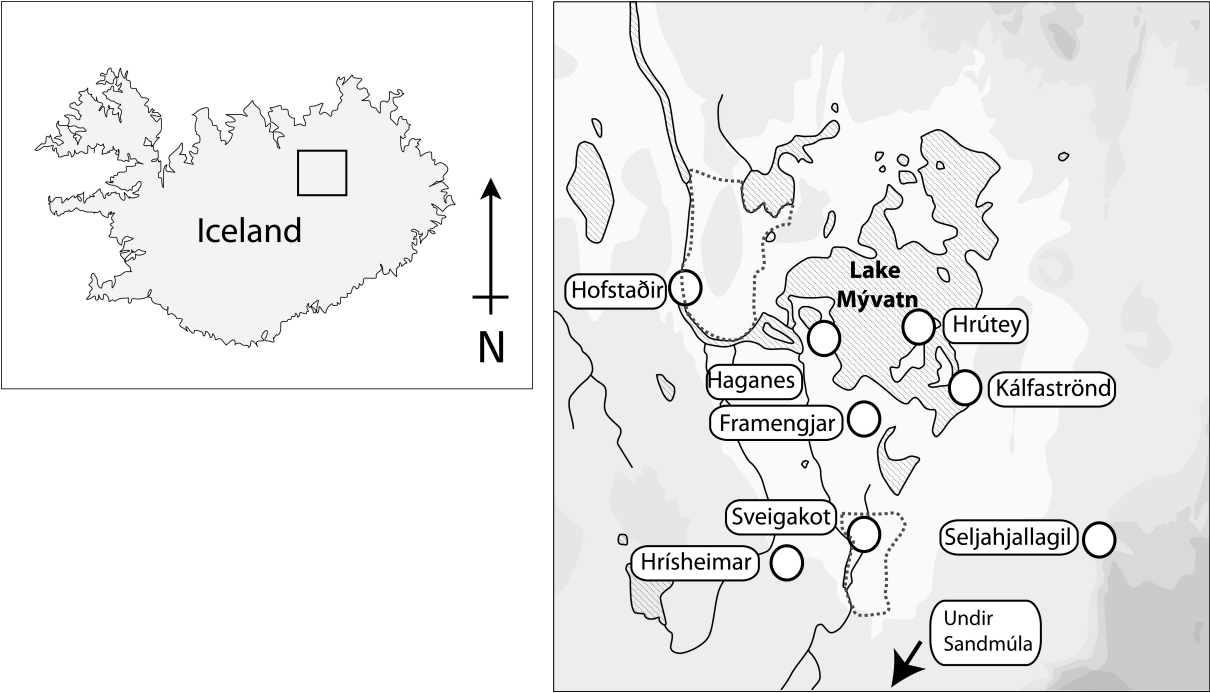 Iceland
N
Lake
Mývatn
Hofstaðir
Hrútey
Haganes
Kálfaströnd
Framengjar
Sveigakot
Seljahjallagil
Hrísheimar
Undir
Sandmúla